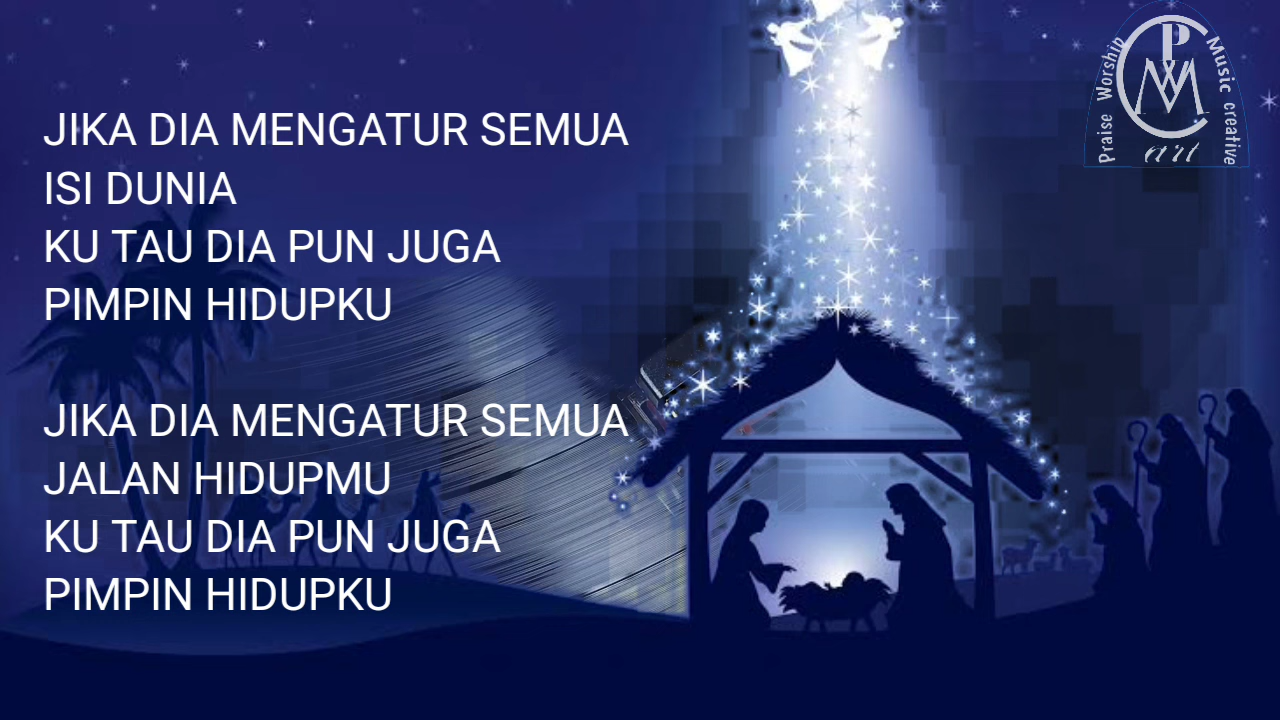 JIKA DIA MENGATUR SEMUA
ISI DUNIA
KU TAU DIA PUN JUGA
PIMPIN HIDUPKU
JIKA DIA MENGATUR SEMUA
JALAN HIDUPMU
KU TAU DIA PUN JUGA
PIMPIN HIDUPKU
Praise Worship
Music creative
PWMC
art